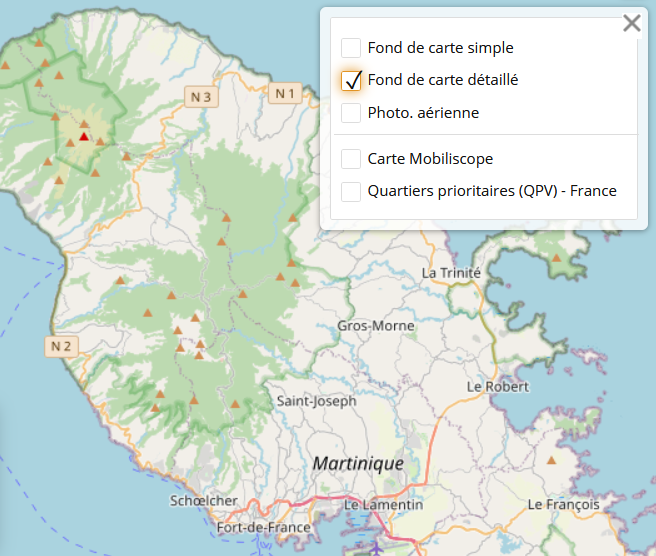 Fond de carte simple
Fond de carte détaillé
Photo. aérienne
Carte Mobiliscope
Quartiers prioritaires (QPV) - France
N 3
N 1
La Trinité
Gros-Morne
N 2
Le Robert
Saint-Joseph
Martinique
Schœlcher
Le Lamentin
Le François
Fort-de-France